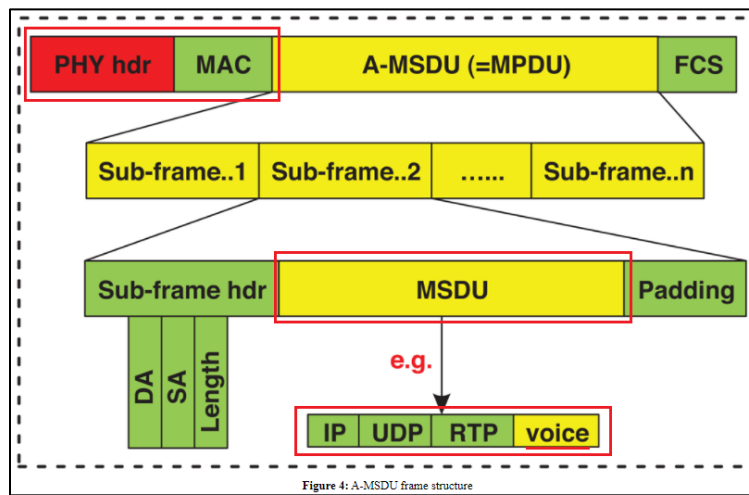 PHY hdr MAC A-MSDU (=MPDU) FCS
Sub-frame..1 Sub-frame..2 ...... Sub-frame..n
Sub-frame hdr MSDU Padding
DA SA Length
e.g.
IP UDP RTP voice
Figure 4: A-MSDU frame structure